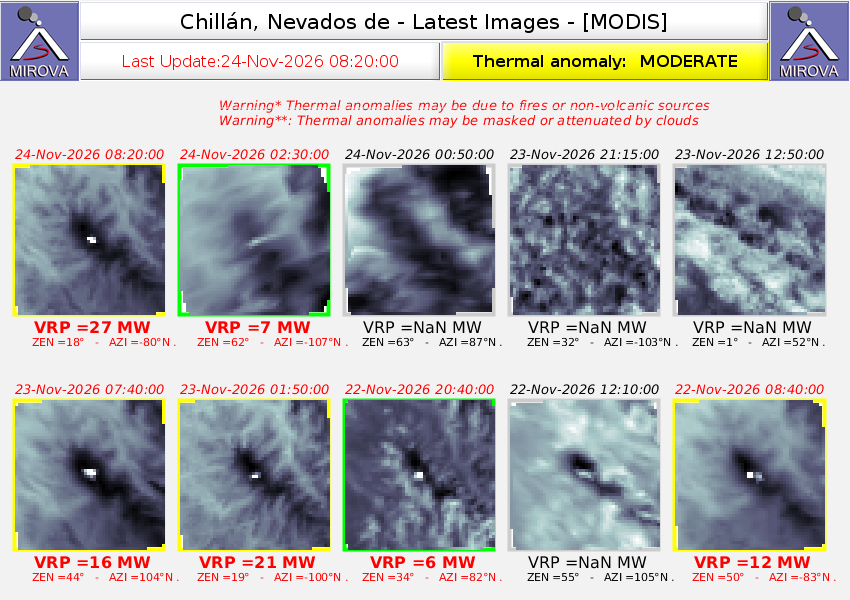 Chillán, Nevados de - Latest Images - [MODIS]
MIROVA
Last Update:24-Nov-2026 08:20:00
Thermal anomaly: MODERATE
MIROVA
Warning* Thermal anomalies may be due to fires or non-volcanic sources
Warning**: Thermal anomalies may be masked or attenuated by clouds
24-Nov-2026 08:20:00
24-Nov-2026 02:30:00
24-Nov-2026 00:50:00
23-Nov-2026 21:15:00
23-Nov-2026 12:50:00
VRP =27 MW
VRP =7 MW
VRP =NaN MW
VRP =NaN MW
VRP =NaN MW
ZEN =18° - AZI =-80°N .
ZEN =62° - AZI =-107°N .
ZEN =63° - AZI =87°N .
ZEN =32° - AZI =-103°N .
ZEN =1° - AZI =52°N .
23-Nov-2026 07:40:00
23-Nov-2026 01:50:00
22-Nov-2026 20:40:00
22-Nov-2026 12:10:00
22-Nov-2026 08:40:00
VRP =16 MW
VRP =21 MW
VRP =6 MW
VRP =NaN MW
VRP =12 MW
ZEN =44° - AZI =104°N .
ZEN =19° - AZI =-100°N .
ZEN =34° - AZI =82°N .
ZEN =55° - AZI =105°N .
ZEN =50° - AZI =-83°N .